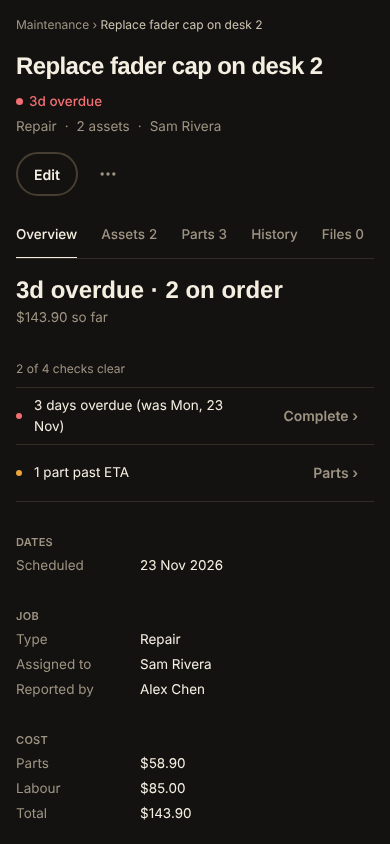 Maintenance › Replace fader cap on desk 2
Replace fader cap on desk 2
3d overdue
Repair · 2 assets · Sam Rivera
Edit ···
Overview Assets 2 Parts 3 History Files 0
3d overdue · 2 on order
$143.90 so far
2 of 4 checks clear
3 days overdue (was Mon, 23
Nov)
Complete ›
1 part past ETA Parts ›
DATES
Scheduled 23 Nov 2026
JOB
Type Repair
Assigned to Sam Rivera
Reported by Alex Chen
COST
Parts $58.90
Labour $85.00
Total $143.90